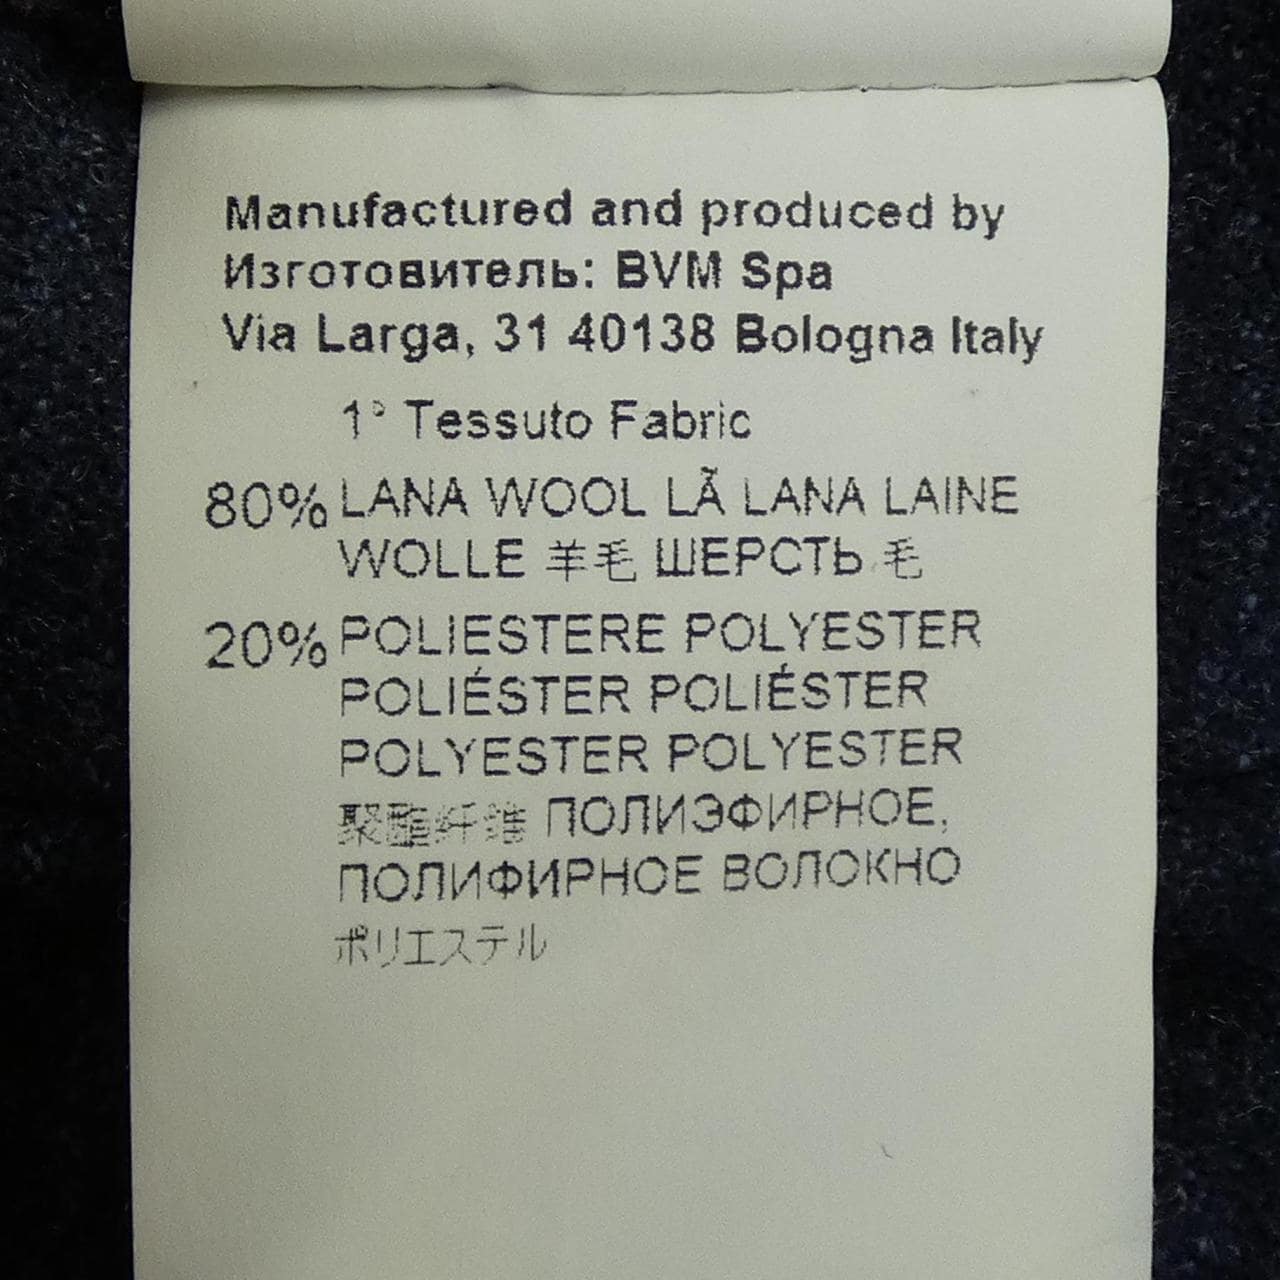 Manufactured and produced by
Изготовитель: BVM Spa
Via Larga, 31 40138 Bologna Italy
1° Tessuto Fabric
80% LANA WOOL LÃ LANA LAINE
WOLLE 羊毛 ШЕРСТЬ 毛
20% POLIESTERE POLYESTER
POLIÉSTER POLIÉSTER
POLYESTER POLYESTER
聚酯纤维 ПОЛИЭФИРНОЕ,
ПОЛИФИРНОЕ ВОЛОКНО
ポリエステル